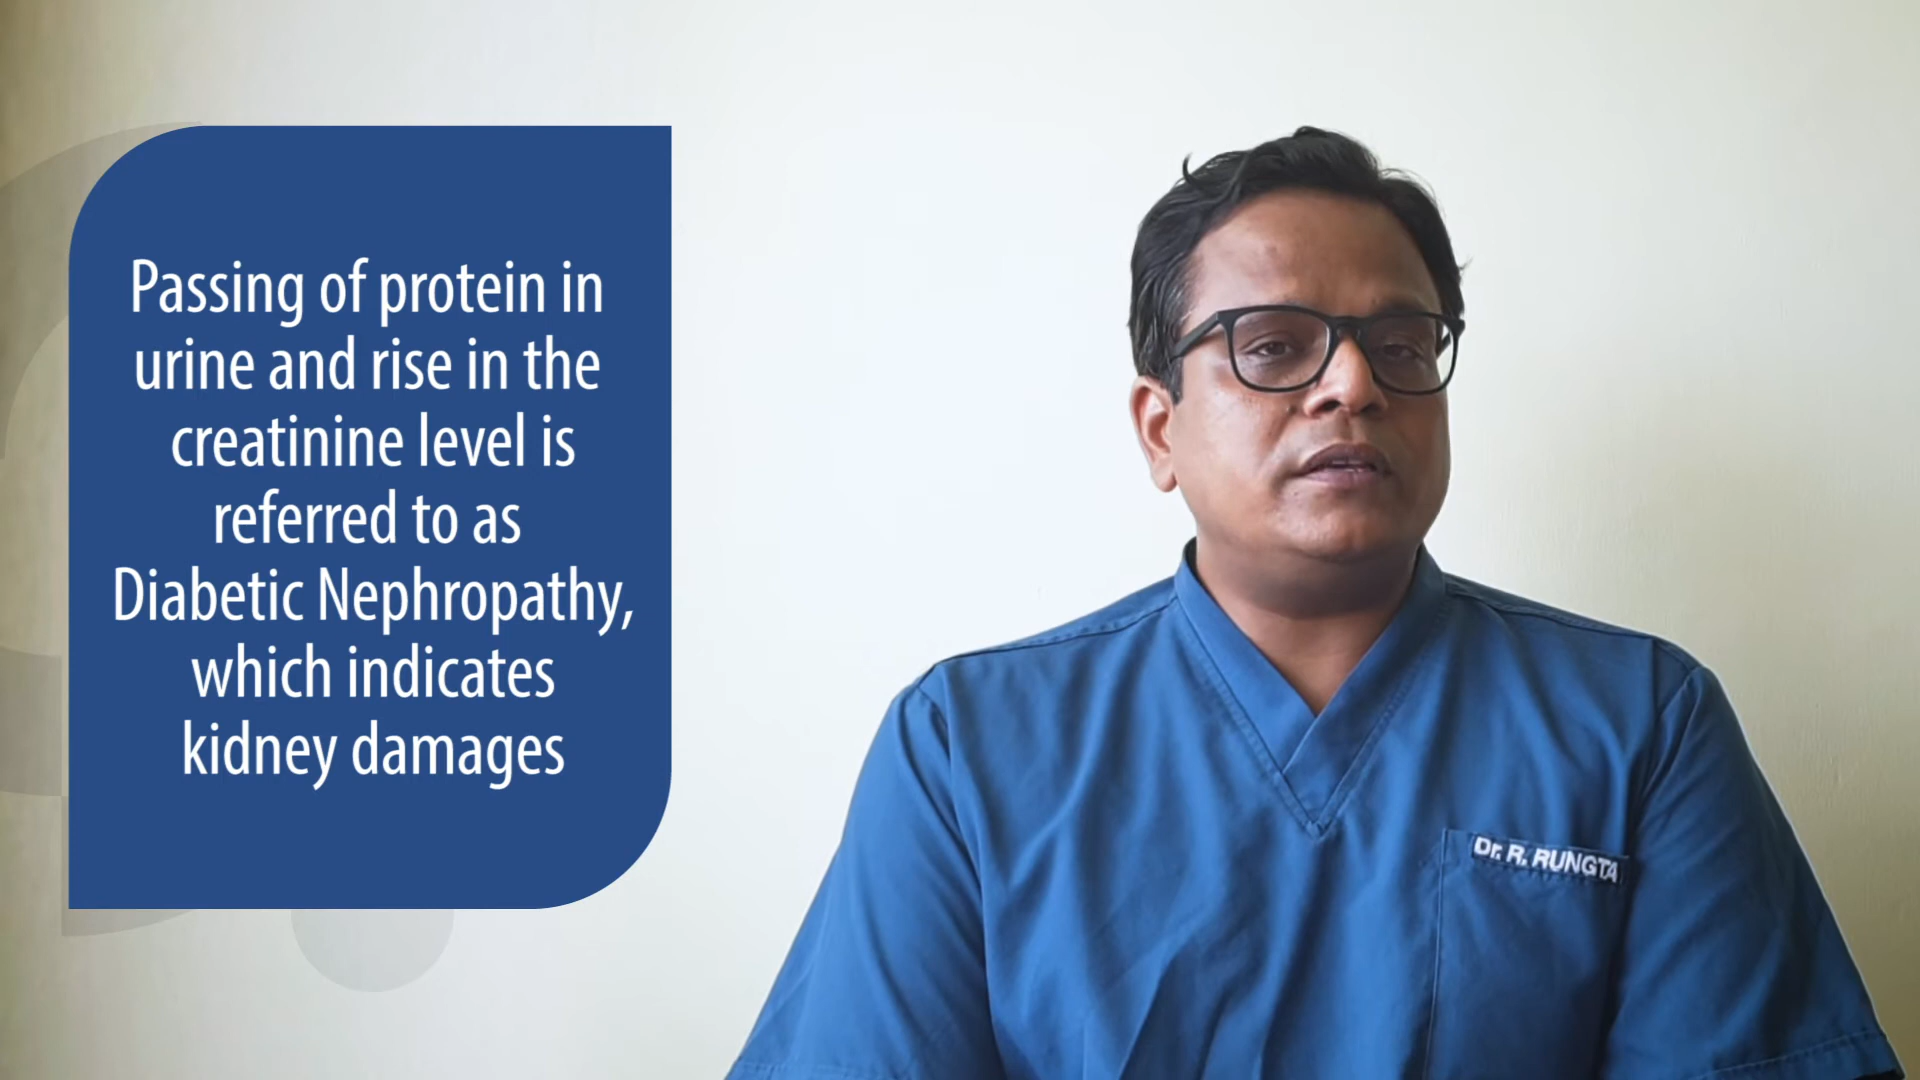 Passing of protein in
urine and rise in the
creatinine level is
referred to as
Diabetic Nephropathy,
which indicates
kidney damages
Dr. R. RUNGTA